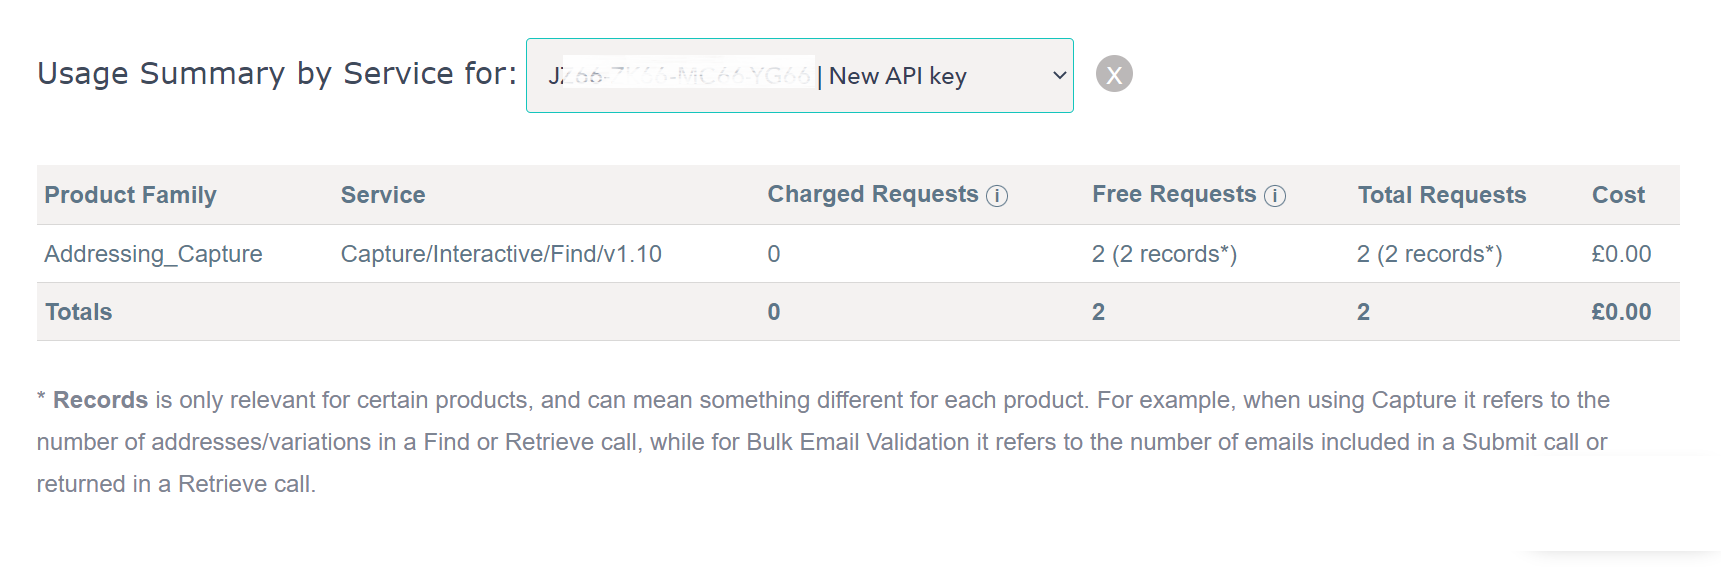 Usage Summary by Service for: | New API key X
Product Family Service Charged Requests i Free Requests i Total Requests Cost
Addressing_Capture Capture/Interactive/Find/v1.10 0 2 (2 records*) 2 (2 records*) £0.00
Totals 0 2 2 £0.00
* Records is only relevant for certain products, and can mean something different for each product. For example, when using Capture it refers to the
number of addresses/variations in a Find or Retrieve call, while for Bulk Email Validation it refers to the number of emails included in a Submit call or
returned in a Retrieve call.